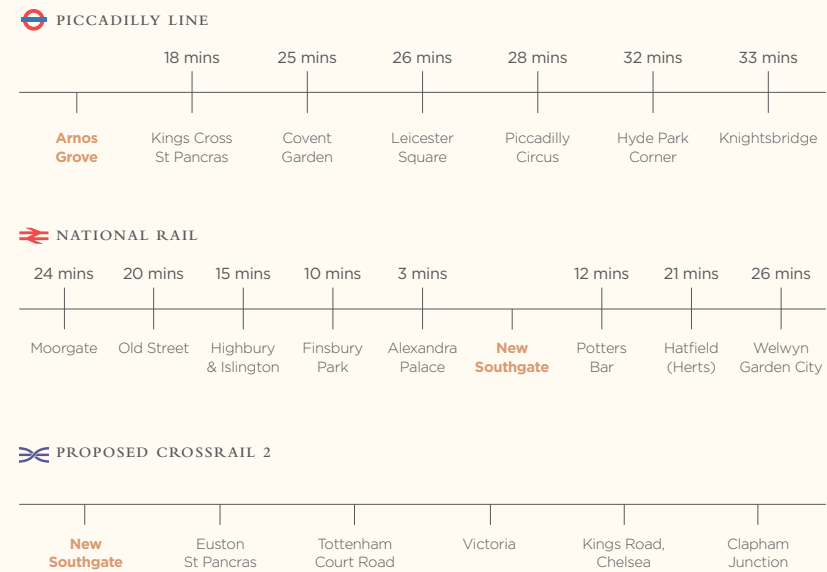 PICCADILLY LINE
18 mins 25 mins 26 mins 28 mins 32 mins 33 mins
Arnos Grove
Kings Cross St Pancras
Covent Garden
Leicester Square
Piccadilly Circus
Hyde Park Corner
Knightsbridge
NATIONAL RAIL
24 mins 20 mins 15 mins 10 mins 3 mins 12 mins 21 mins 26 mins
Moorgate
Old Street
Highbury & Islington
Finsbury Park
Alexandra Palace
New Southgate
Potters Bar
Hatfield (Herts)
Welwyn Garden City
PROPOSED CROSSRAIL 2
New Southgate
Euston St Pancras
Tottenham Court Road
Victoria
Kings Road, Chelsea
Clapham Junction